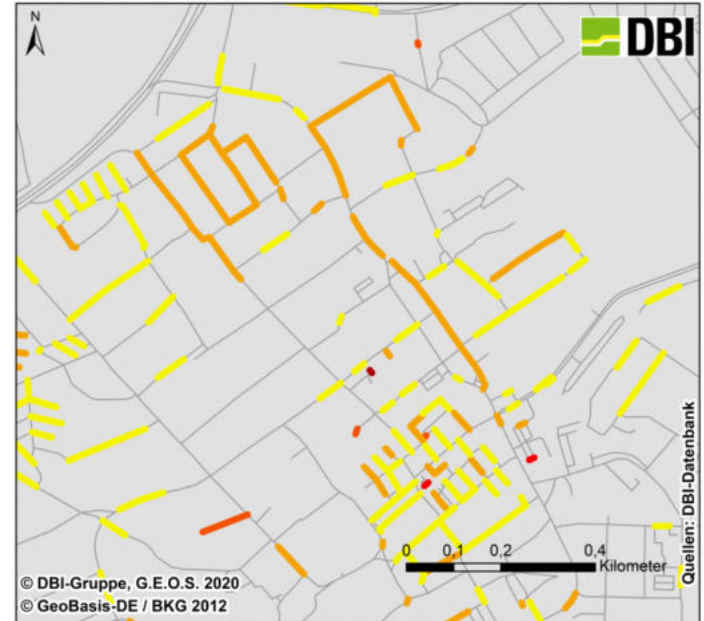 N
DBI
Quellen: DBI-Datenbank
0 0,1 0,2 0,4
Kilometer
© DBI-Gruppe, G.E.O.S. 2020
© GeoBasis-DE / BKG 2012